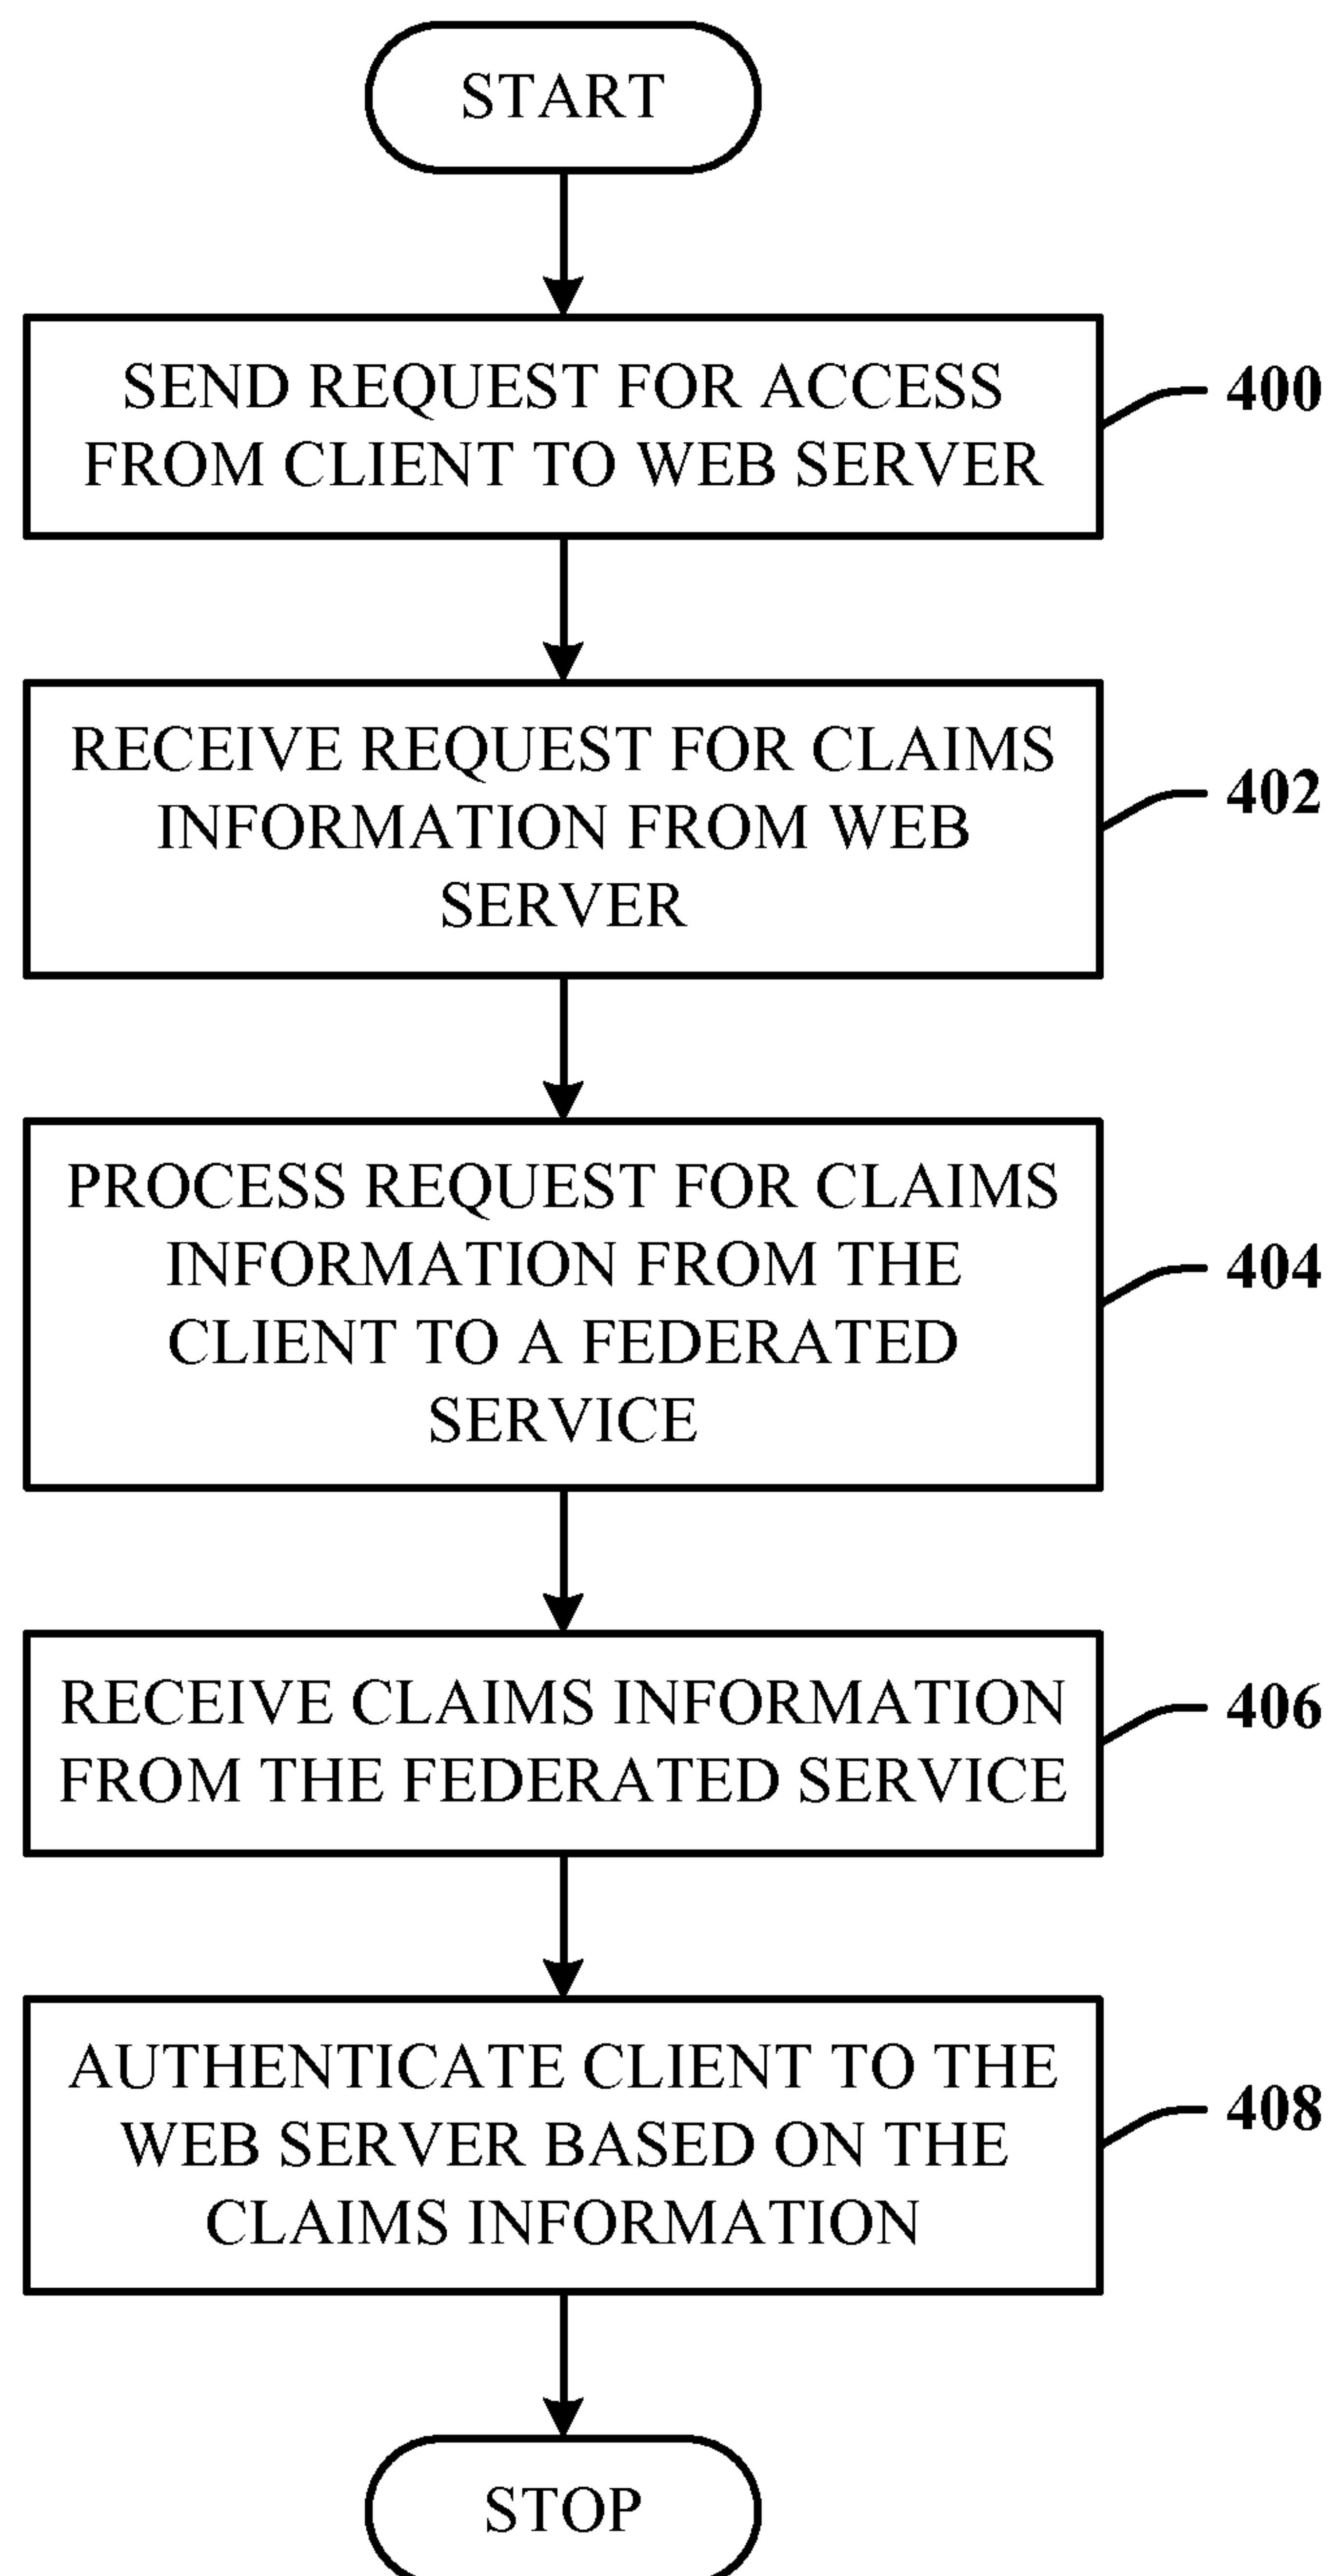 START
SEND REQUEST FOR ACCESS
FROM CLIENT TO WEB SERVER
400
RECEIVE REQUEST FOR CLAIMS
INFORMATION FROM WEB
SERVER
402
PROCESS REQUEST FOR CLAIMS
INFORMATION FROM THE
CLIENT TO A FEDERATED
SERVICE
404
RECEIVE CLAIMS INFORMATION
FROM THE FEDERATED SERVICE
406
AUTHENTICATE CLIENT TO THE
WEB SERVER BASED ON THE
CLAIMS INFORMATION
408
STOP